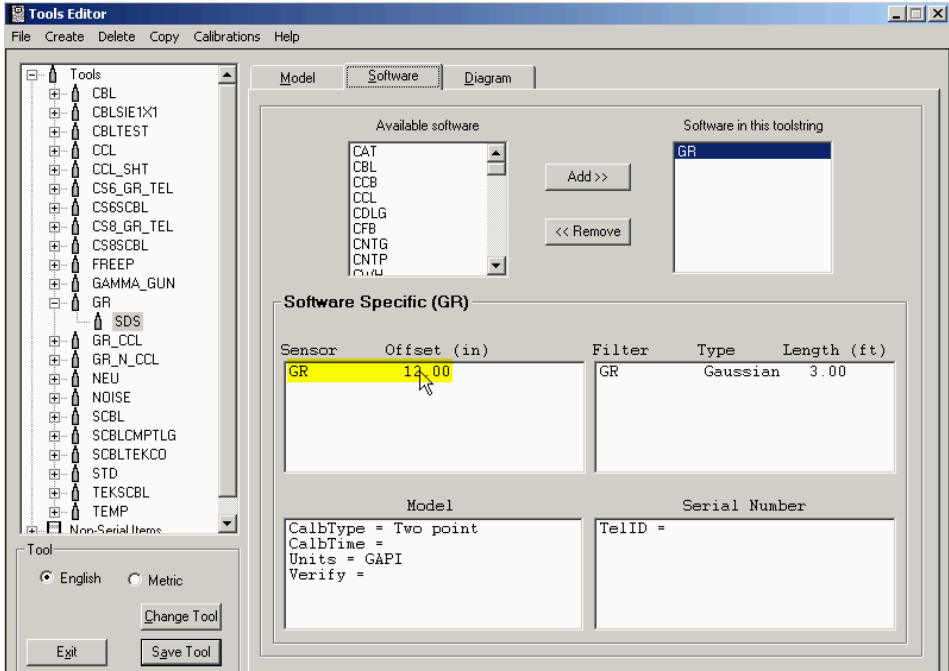 Tools Editor
File Create Delete Copy Calibrations Help
Tools
CBL
CBLSIE1X1
CBLTEST
CCL
CCL_SHT
CS6_GR_TEL
CS6SCBL
CS8_GR_TEL
CS8SCBL
FREEP
GAMMA_GUN
GR
SDS
GR_CCL
GR_N_CCL
NEU
NOISE
SCBL
SCBLCMPTLG
SCBLTEKCO
STD
TEKSCBL
TEMP
Non-Serial Items
Tool
English Metric
Change Tool
Exit Save Tool
Model Software Diagram
Available software
CAT
CBL
CCB
CCL
CDLG
CFB
CNTG
CNTP
Add >>
<< Remove
Software in this toolstring
GR
Software Specific (GR)
Sensor Offset (in)
GR 12.00
Filter Type Length (ft)
GR Gaussian 3.00
Model
CalbType = Two point
CalbTime =
Units = GAPI
Verify =
Serial Number
TelID =